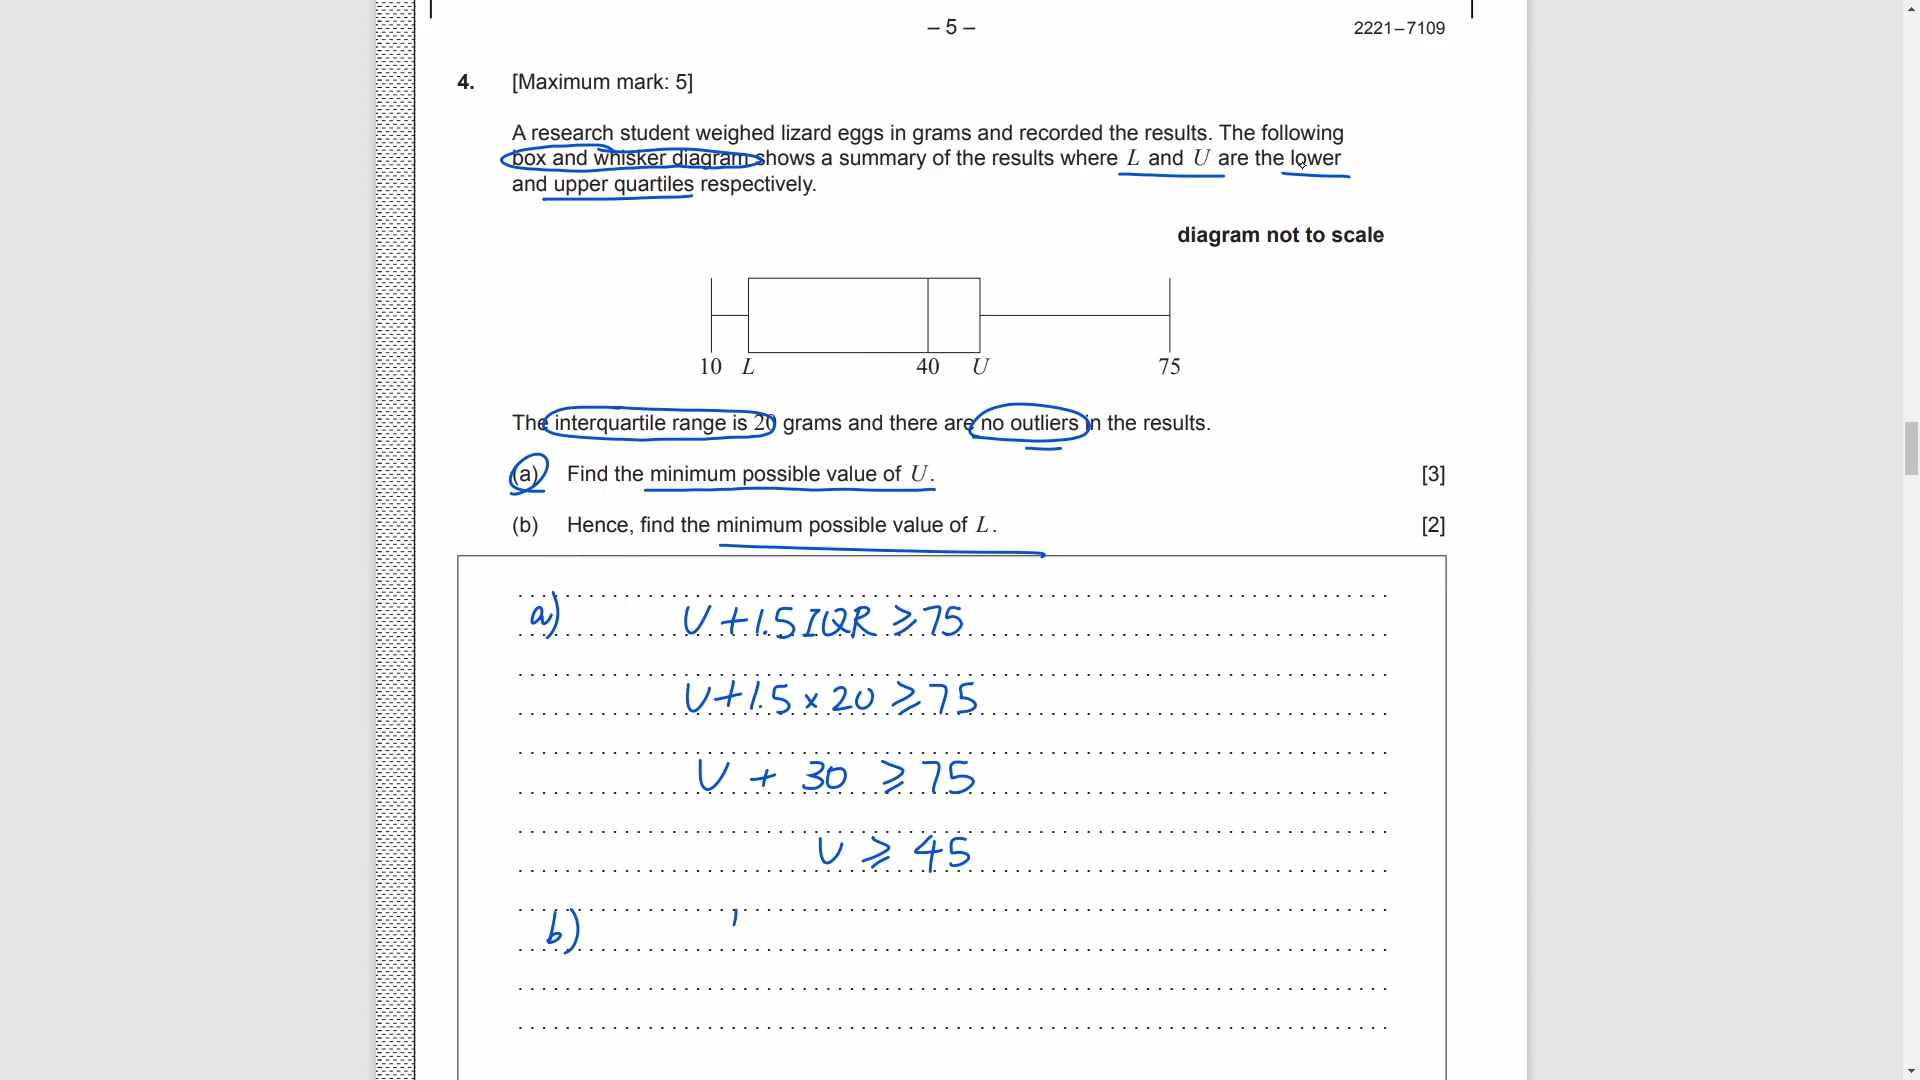 – 5 –
2221–7109
4. [Maximum mark: 5]
A research student weighed lizard eggs in grams and recorded the results. The following
box and whisker diagram shows a summary of the results where L and U are the lower
and upper quartiles respectively.
diagram not to scale
10 L 40 U 75
The interquartile range is 20 grams and there are no outliers in the results.
(a) Find the minimum possible value of U. [3]
(b) Hence, find the minimum possible value of L. [2]
a) U + 1.5 IQR ⩾ 75
U + 1.5 × 20 ⩾ 75
U + 30 ⩾ 75
U ⩾ 45
b)